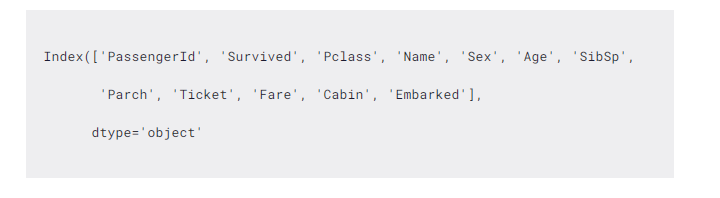 Index(['PassengerId', 'Survived', 'Pclass', 'Name', 'Sex', 'Age', 'SibSp',
'Parch', 'Ticket', 'Fare', 'Cabin', 'Embarked'],
dtype='object'